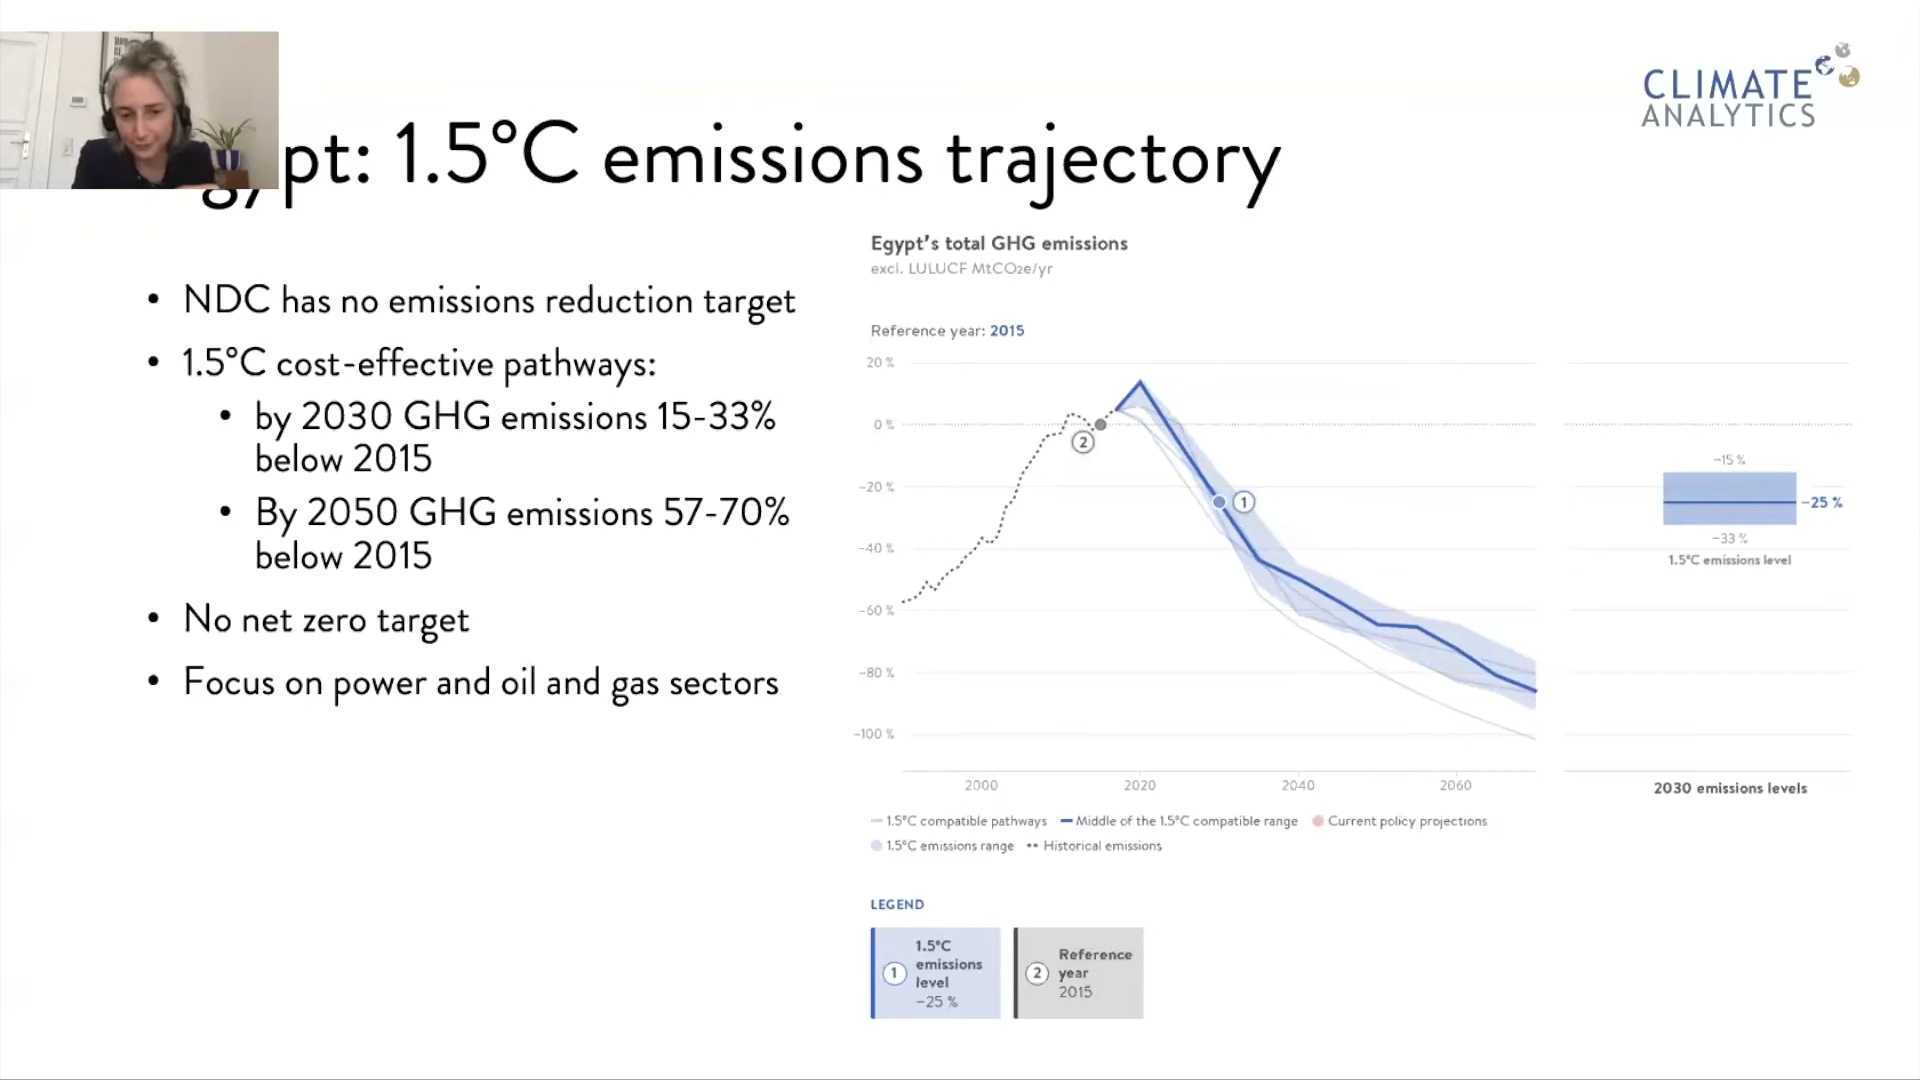 CLIMATE
ANALYTICS
gypt: 1.5°C emissions trajectory
• NDC has no emissions reduction target
• 1.5°C cost-effective pathways:
• by 2030 GHG emissions 15-33%
below 2015
• By 2050 GHG emissions 57-70%
below 2015
• No net zero target
• Focus on power and oil and gas sectors
Egypt's total GHG emissions
excl. LULUCF MtCO₂e/yr
Reference year: 2015
20 %
0 %
−20 %
−40 %
−60 %
−80 %
−100 %
2
1
2000
2020
2040
2060
−15 %
−25 %
−33 %
1.5°C emissions level
2030 emissions levels
1.5°C compatible pathways
Middle of the 1.5°C compatible range
Current policy projections
1.5°C emissions range
Historical emissions
LEGEND
1
1.5°C
emissions
level
−25 %
2
Reference
year
2015